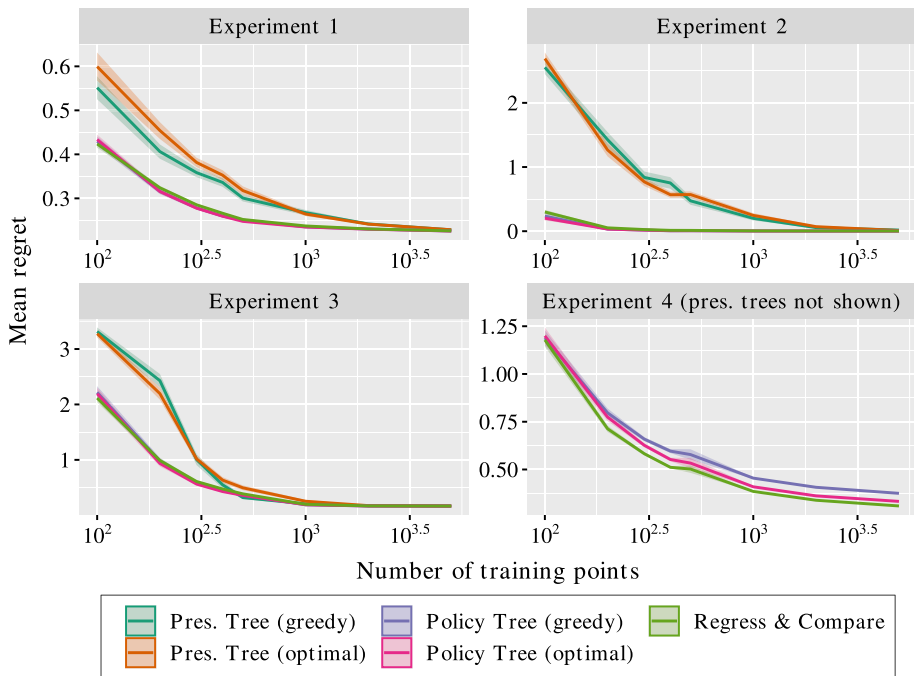 Experiment 1
Experiment 2
0.6
0.5
0.4
0.3
2
1
0
10^2
10^2.5
10^3
10^3.5
10^2
10^2.5
10^3
10^3.5
Mean regret
Experiment 3
Experiment 4 (pres. trees not shown)
3
2
1
1.25
1.00
0.75
0.50
10^2
10^2.5
10^3
10^3.5
10^2
10^2.5
10^3
10^3.5
Number of training points
Pres. Tree (greedy)
Policy Tree (greedy)
Regress & Compare
Pres. Tree (optimal)
Policy Tree (optimal)